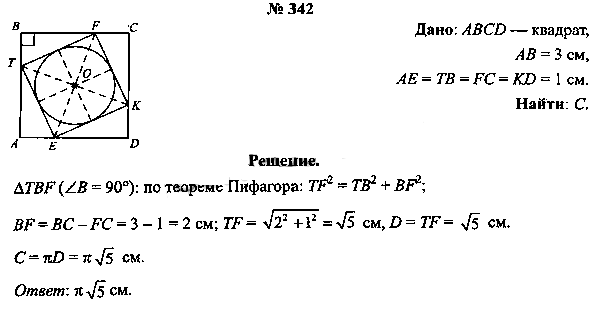 № 342
B F C
T O K
A E D
Дано: ABCD — квадрат,
AB = 3 см,
AE = TB = FC = KD = 1 см.
Найти: C.
Решение.
ΔTBF (∠B = 90°): по теореме Пифагора: TF² = TB² + BF²;
BF = BC – FC = 3 – 1 = 2 см; TF = √(2² + 1²) = √5 см, D = TF = √5 см.
C = πD = π√5 см.
Ответ: π√5 см.